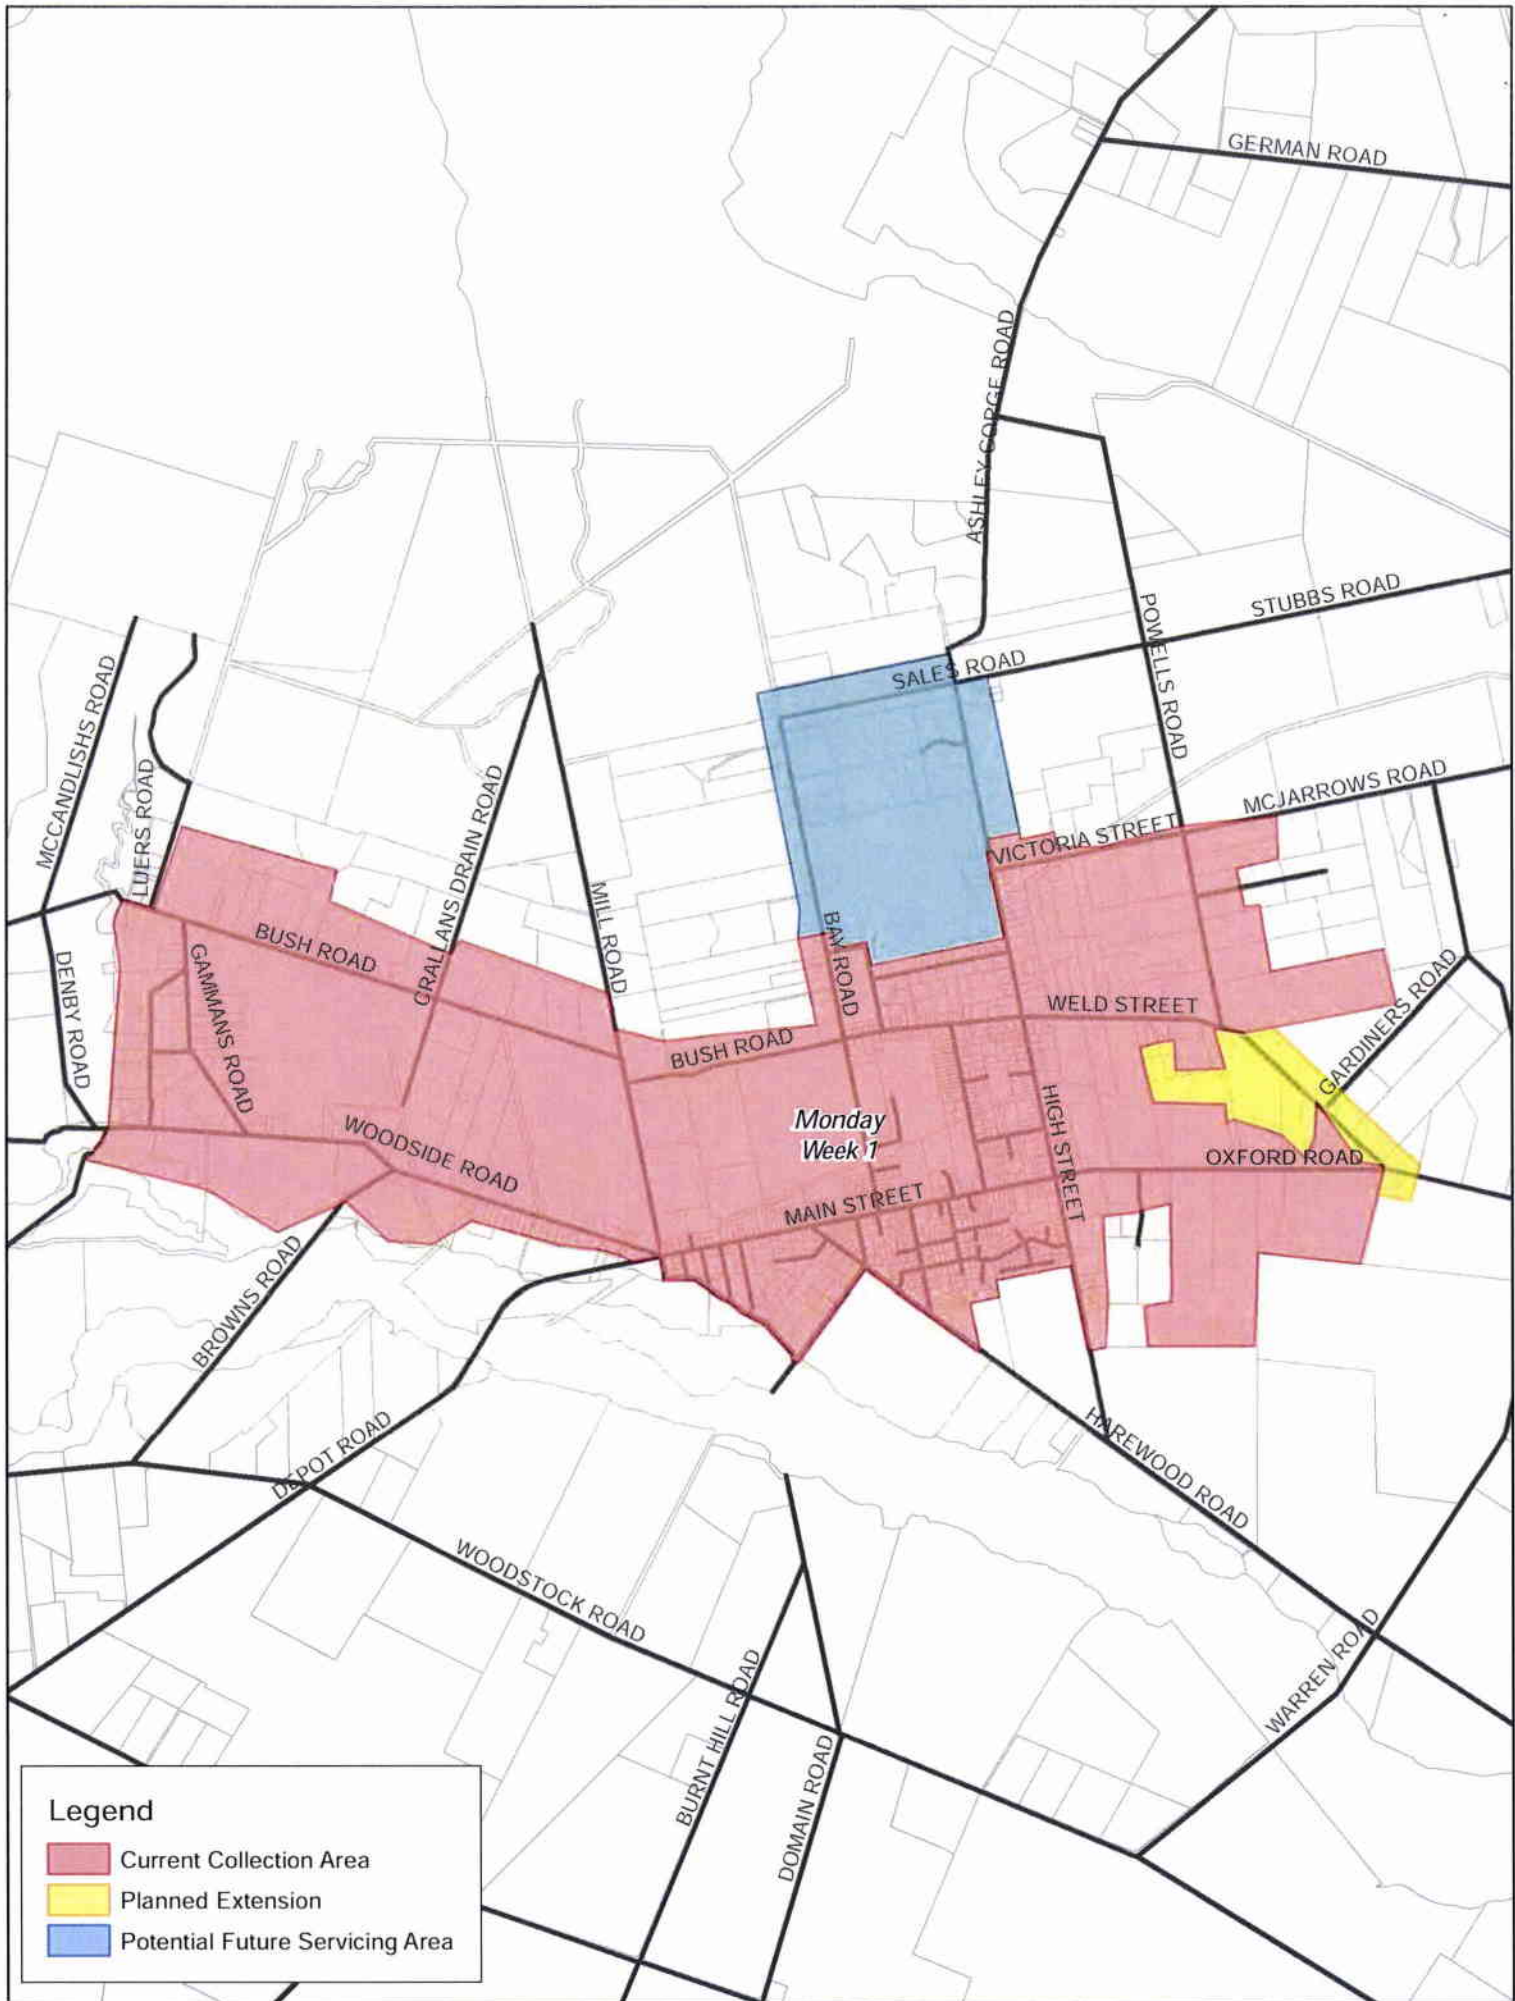 GERMAN ROAD
ASHLEY GORGE ROAD
STUBBS ROAD
POWELLS ROAD
SALES ROAD
MCCANDLISHS ROAD
LUERS ROAD
CRALLANS DRAIN ROAD
MCJARROWS ROAD
VICTORIA STREET
MILL ROAD
BAY ROAD
BUSH ROAD
GAMMANS ROAD
DENBY ROAD
WELD STREET
GARDINERS ROAD
BUSH ROAD
HIGH STREET
Monday
Week 1
WOODSIDE ROAD
OXFORD ROAD
MAIN STREET
BROWNS ROAD
DEPOT ROAD
HAREWOOD ROAD
WOODSTOCK ROAD
WARREN ROAD
BURNT HILL ROAD
DOMAIN ROAD
Legend
Current Collection Area
Planned Extension
Potential Future Servicing Area